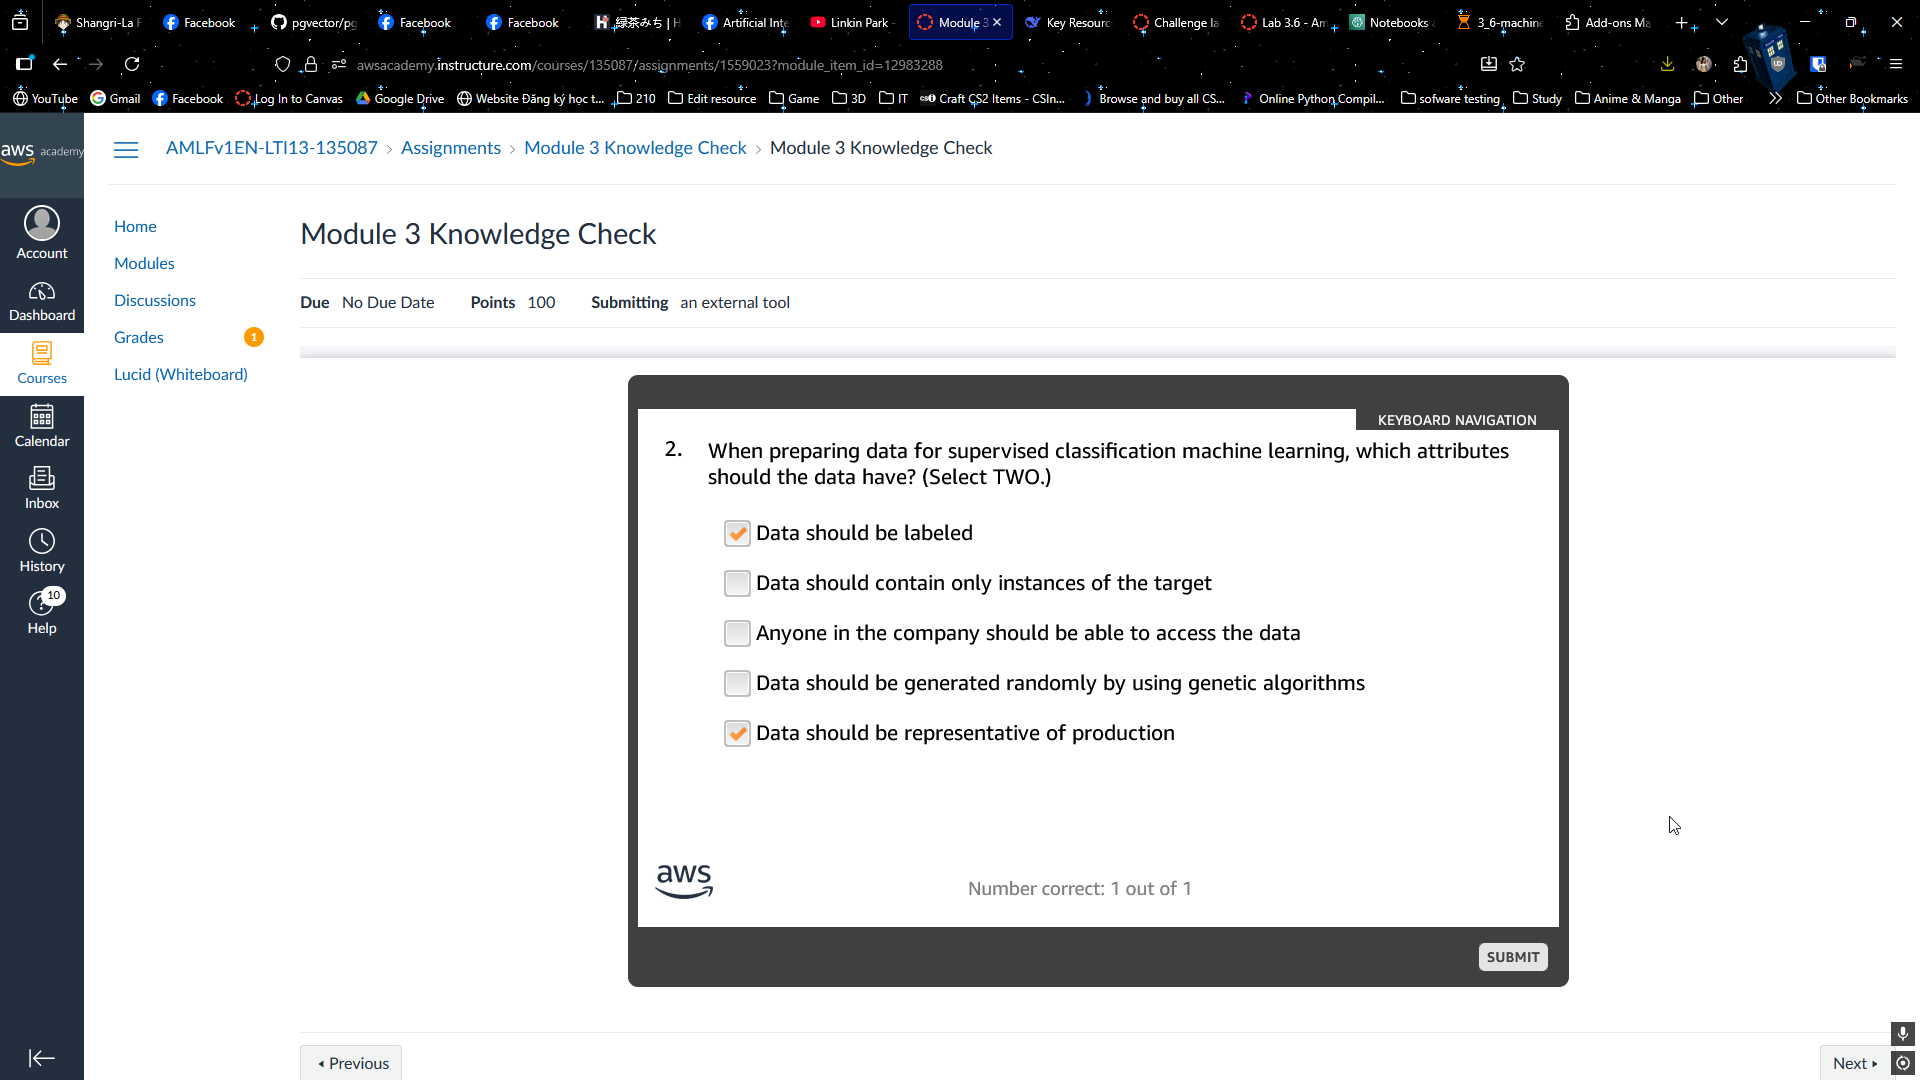 Shangri-La F
Facebook
pgvector/pg
Facebook
Facebook
緑茶みち | H
Artificial Inte
Linkin Park -
Module 3
Key Resourc
Challenge la
Lab 3.6 - Am
Notebooks
3_6-machine
Add-ons Ma
awsacademy.instructure.com/courses/135087/assignments/1559023?module_item_id=12983288
YouTube
Gmail
Facebook
Log In to Canvas
Google Drive
Website Đăng ký học t...
210
Edit resource
Game
3D
IT
Craft CS2 Items - CSIn...
Browse and buy all CS...
Online Python Compil...
sofware testing
Study
Anime & Manga
Other
Other Bookmarks
aws academy
AMLFv1EN-LTI13-135087 > Assignments > Module 3 Knowledge Check > Module 3 Knowledge Check
Account
Dashboard
Courses
Calendar
Inbox
History
10
Help
Home
Modules
Discussions
Grades
1
Lucid (Whiteboard)
Module 3 Knowledge Check
Due No Due Date Points 100 Submitting an external tool
KEYBOARD NAVIGATION
2. When preparing data for supervised classification machine learning, which attributes
should the data have? (Select TWO.)
Data should be labeled
Data should contain only instances of the target
Anyone in the company should be able to access the data
Data should be generated randomly by using genetic algorithms
Data should be representative of production
aws
Number correct: 1 out of 1
SUBMIT
Previous
Next